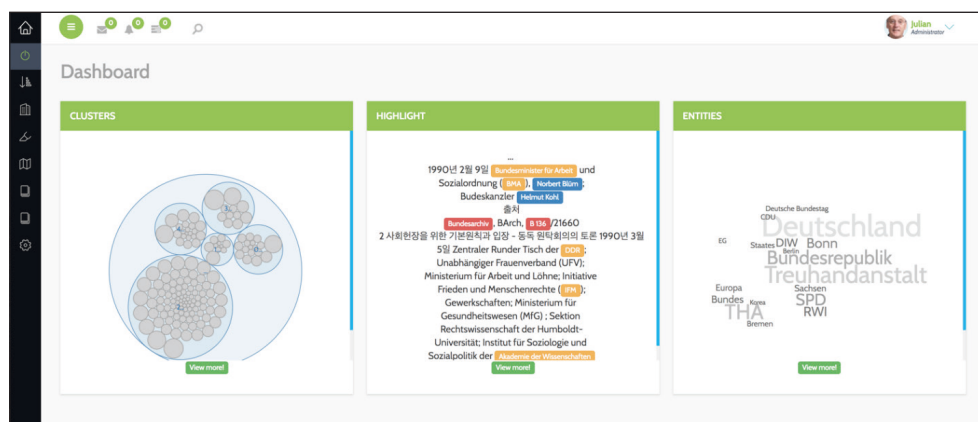 0
0
0
Julian
Administrator
Dashboard
CLUSTERS
HIGHLIGHT
ENTITIES
...
1990년 2월 9일 Bundesminister für Arbeit und
Sozialordnung ( BMA ), Norbert Blüm ;
Budeskanzler Helmut Kohl
출처
Bundesarchiv , BArch, B 136 /21660
2 사회헌장을 위한 기본원칙과 입장 - 동독 원탁회의의 토론 1990년 3월
5일 Zentraler Runder Tisch der DDR ;
Unabhängiger Frauenverband (UFV);
Ministerium für Arbeit und Löhne; Initiative
Frieden und Menschenrechte ( IFM );
Gewerkschaften; Ministerium für
Gesundheitswesen (MfG) ; Sektion
Rechtswissenschaft der Humboldt-
Universität; Institut für Soziologie und
Sozialpolitik der Akademie der Wissenschaften
Deutsche Bundestag
CDU
Deutschland
EG
Staates DIW Bonn
Berlin
Bundesrepublik
Treuhandanstalt
Europa
Sachsen
Bundes Korea SPD
THA RWI
Bremen
View more!
View more!
View more!